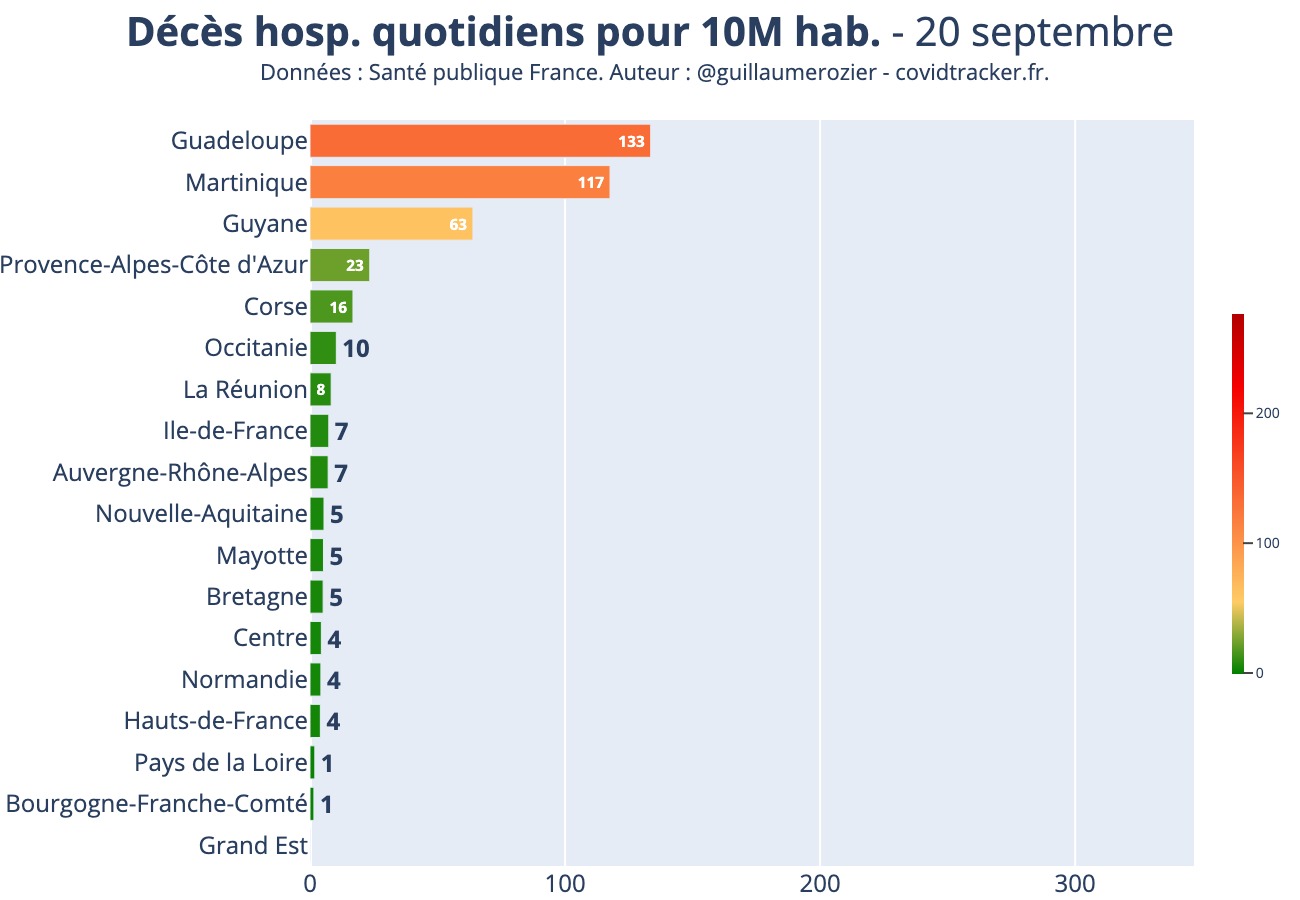 Décès hosp. quotidiens pour 10M hab. - 20 septembre
Données : Santé publique France. Auteur : @guillaumerozier - covidtracker.fr.
Guadeloupe 133
Martinique 117
Guyane 63
Provence-Alpes-Côte d'Azur 23
Corse 16
Occitanie 10
La Réunion 8
Ile-de-France 7
Auvergne-Rhône-Alpes 7
Nouvelle-Aquitaine 5
Mayotte 5
Bretagne 5
Centre 4
Normandie 4
Hauts-de-France 4
Pays de la Loire 1
Bourgogne-Franche-Comté 1
Grand Est
0 100 200 300
200
100
0